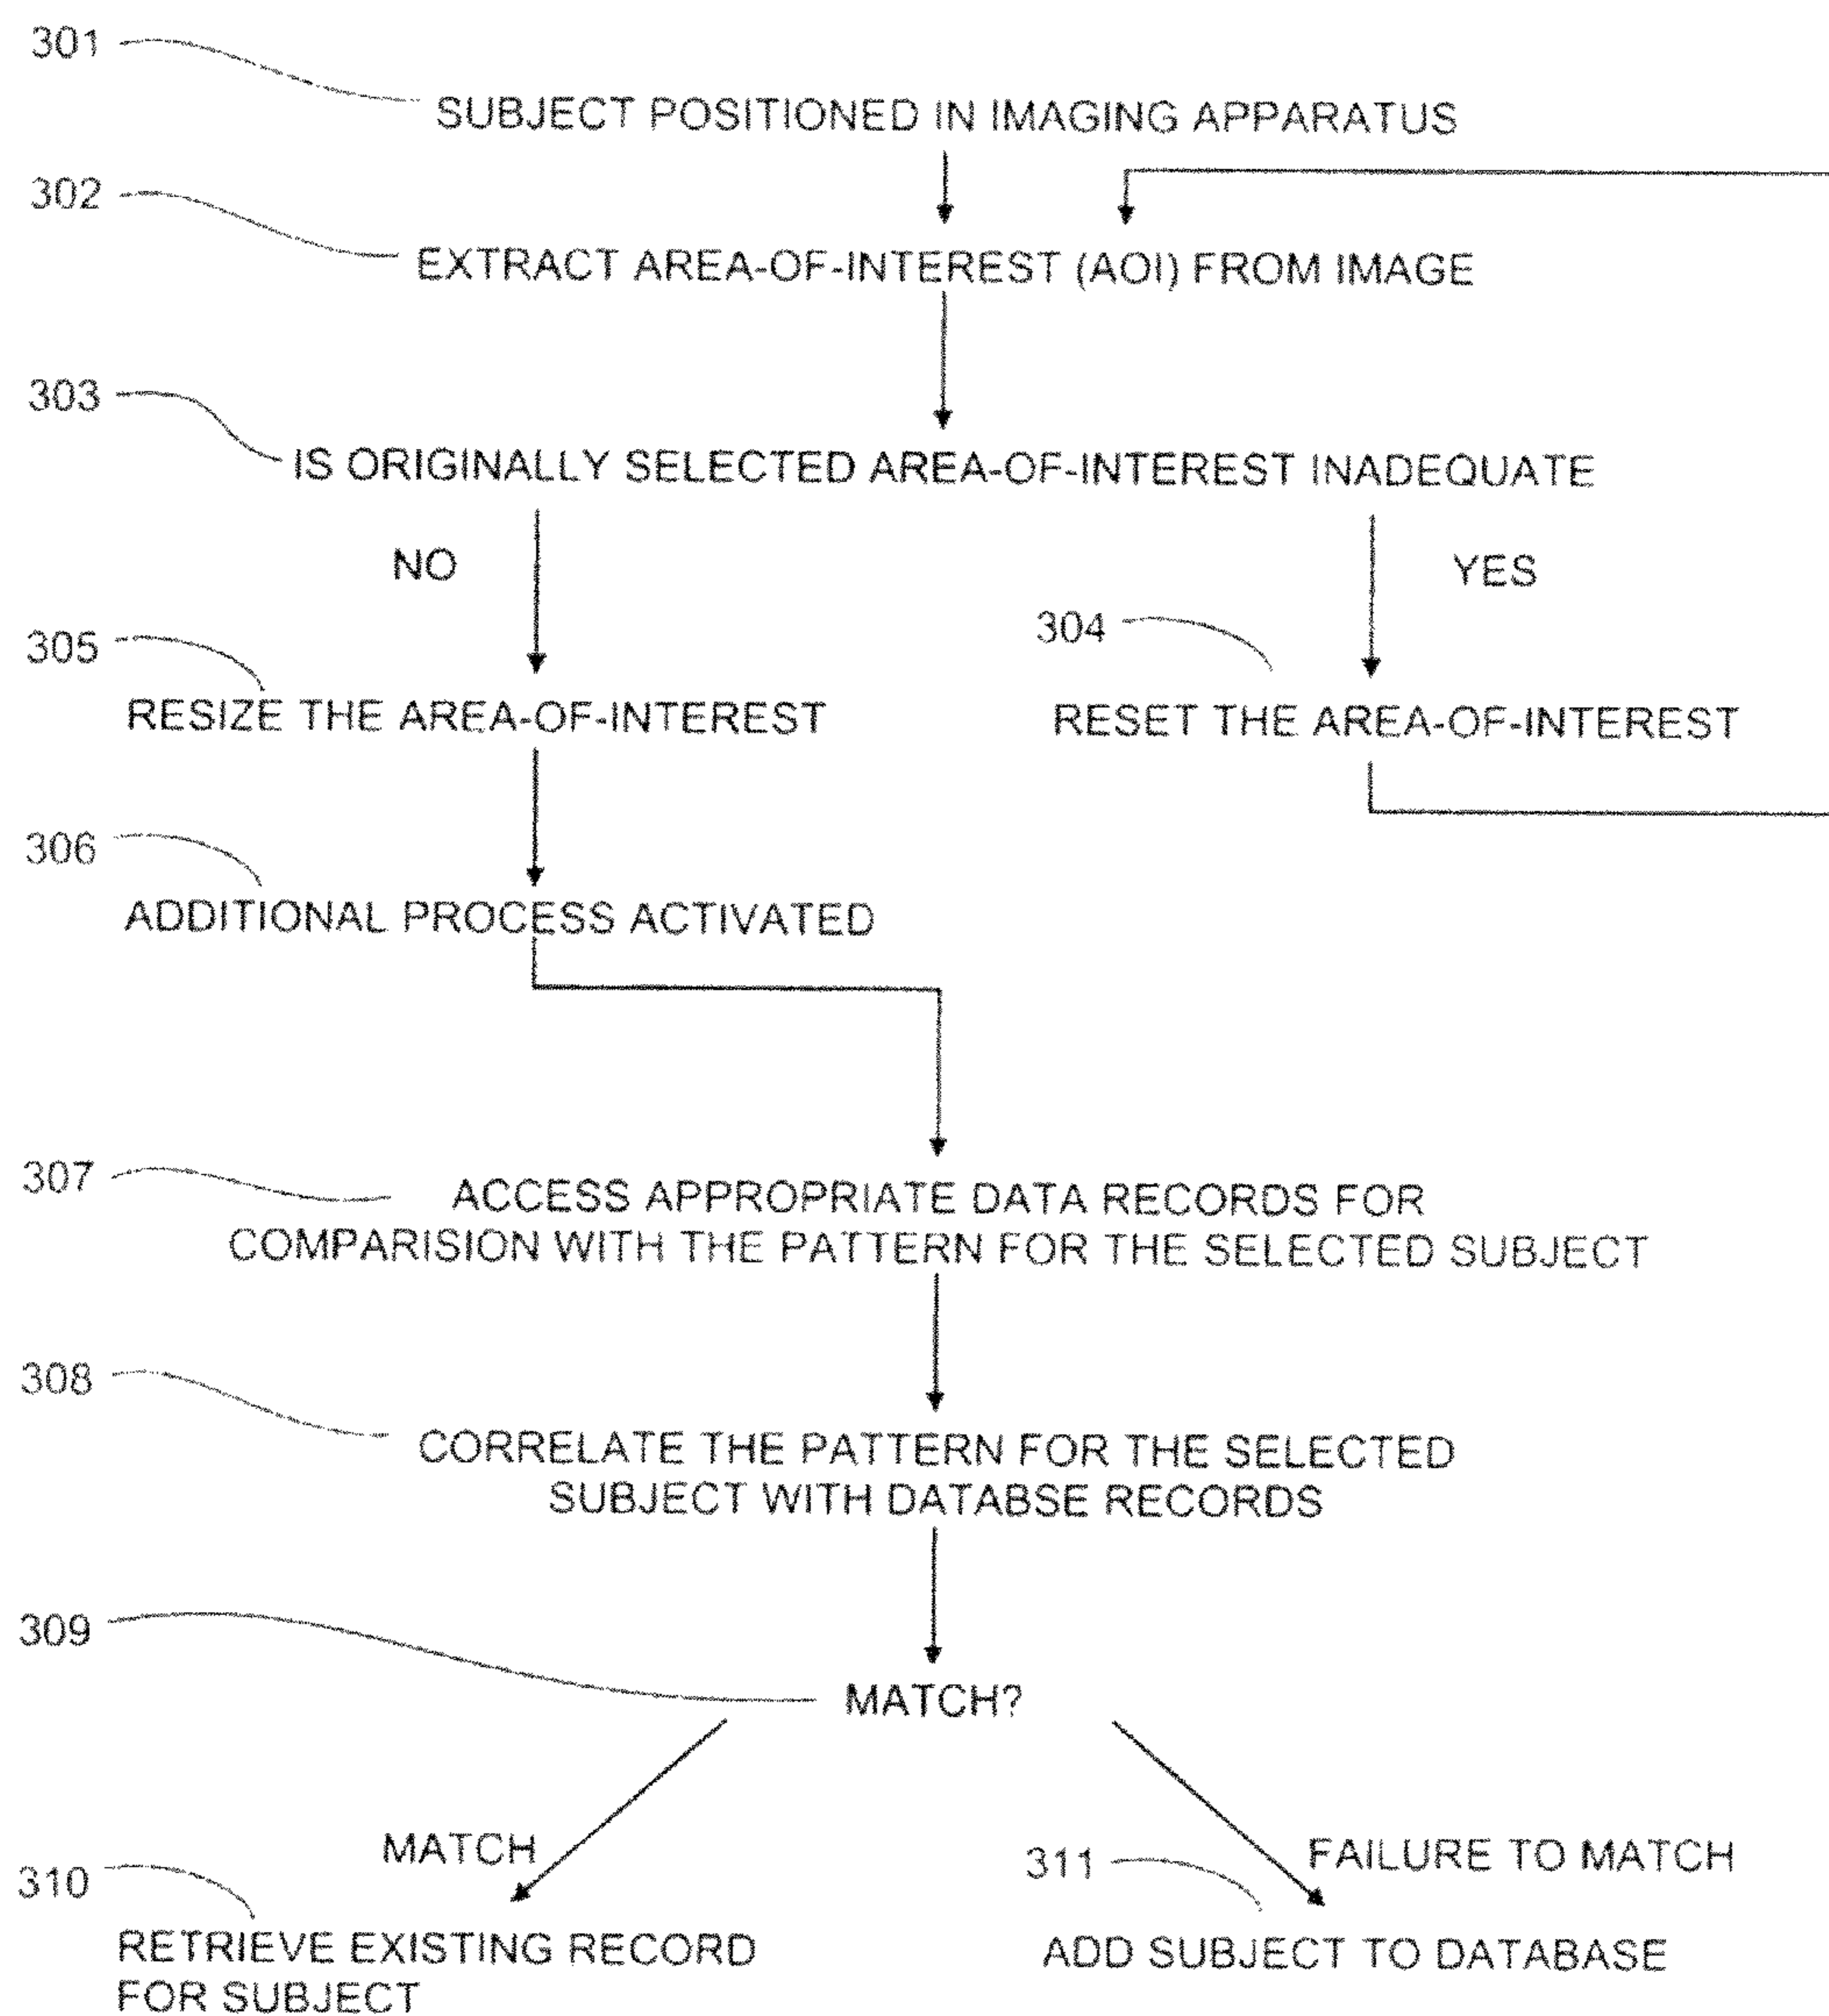 301
SUBJECT POSITIONED IN IMAGING APPARATUS
302
EXTRACT AREA-OF-INTEREST (AOI) FROM IMAGE
303
IS ORIGINALLY SELECTED AREA-OF-INTEREST INADEQUATE
NO
YES
305
304
RESIZE THE AREA-OF-INTEREST
RESET THE AREA-OF-INTEREST
306
ADDITIONAL PROCESS ACTIVATED
307
ACCESS APPROPRIATE DATA RECORDS FOR
COMPARISION WITH THE PATTERN FOR THE SELECTED SUBJECT
308
CORRELATE THE PATTERN FOR THE SELECTED
SUBJECT WITH DATABSE RECORDS
309
MATCH?
MATCH
FAILURE TO MATCH
310
311
RETRIEVE EXISTING RECORD
FOR SUBJECT
ADD SUBJECT TO DATABASE